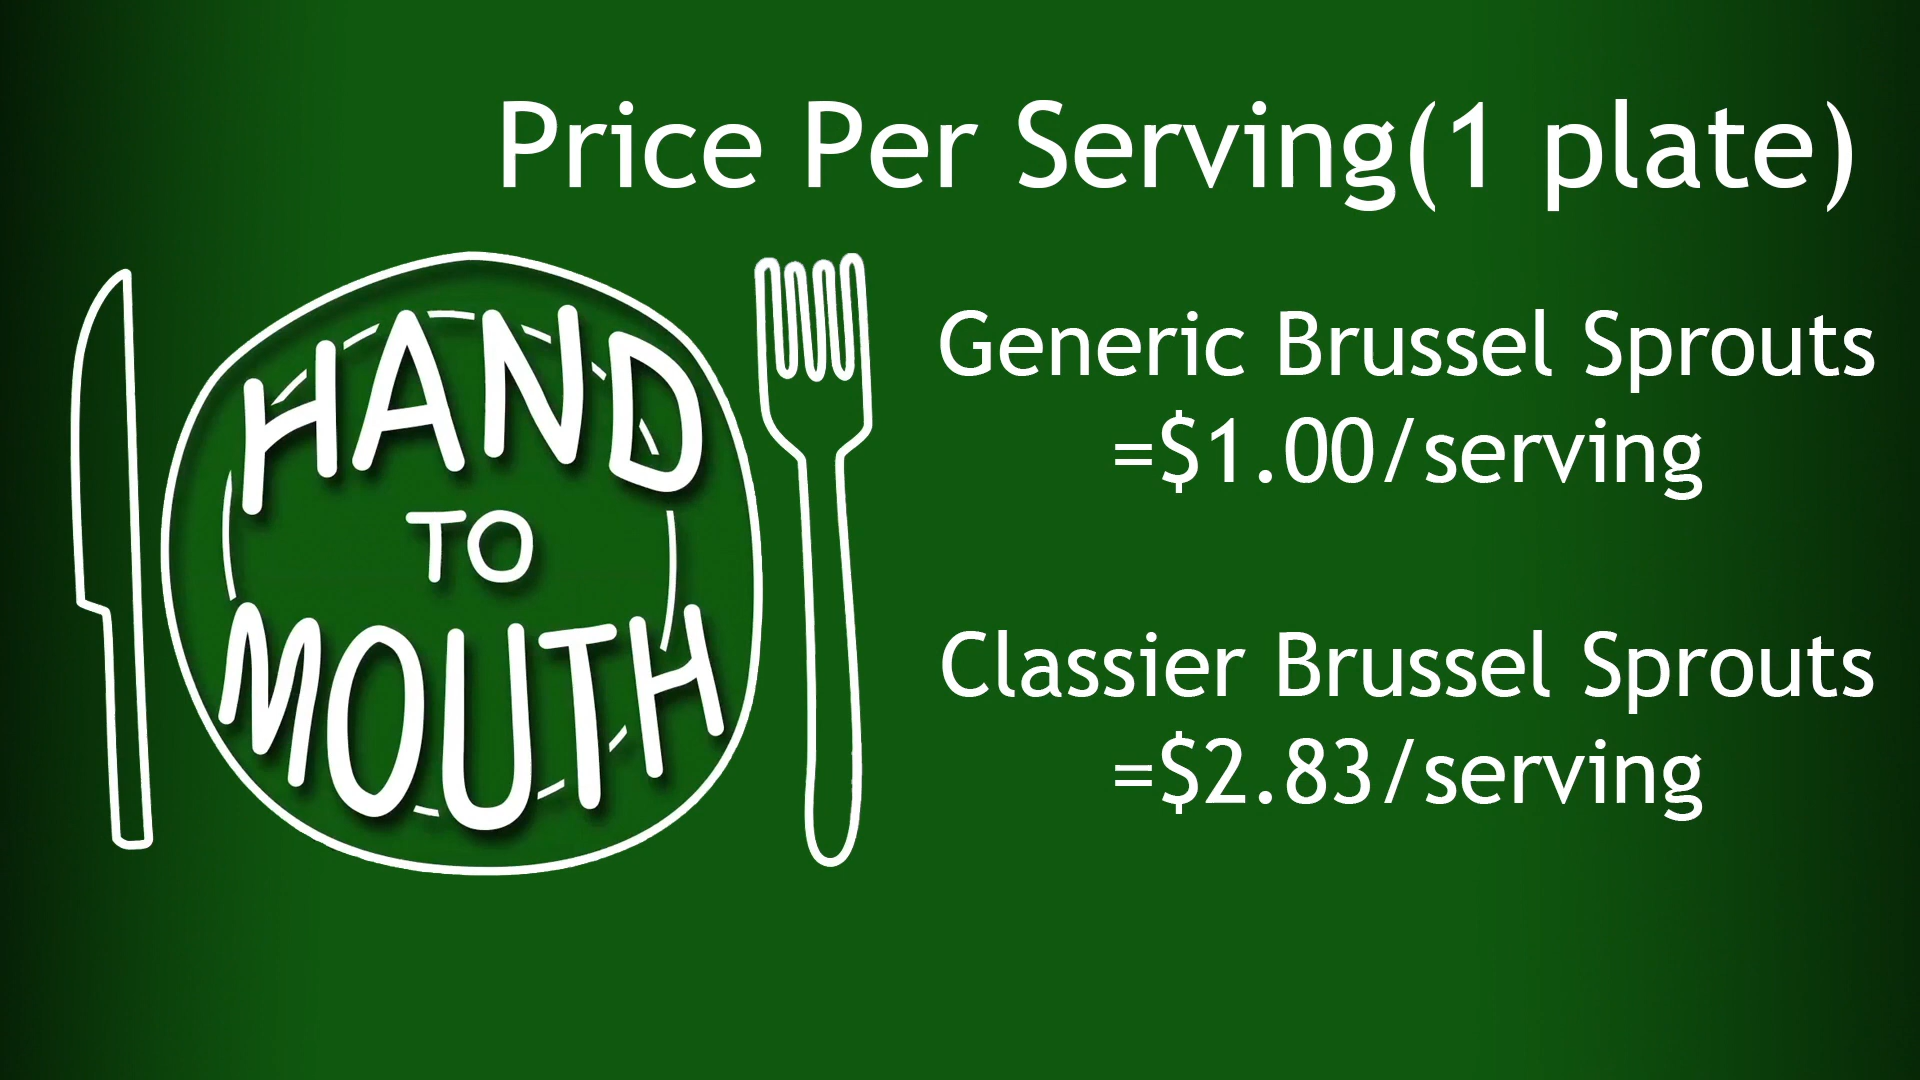 Price Per Serving(1 plate)
HAND
TO
MOUTH
Generic Brussel Sprouts
=$1.00/serving
Classier Brussel Sprouts
=$2.83/serving